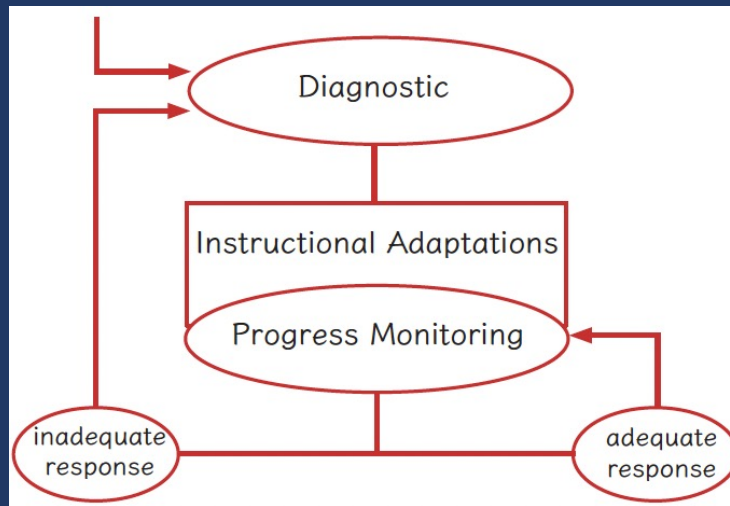 Diagnostic
Instructional Adaptations
Progress Monitoring
inadequate
response
adequate
response